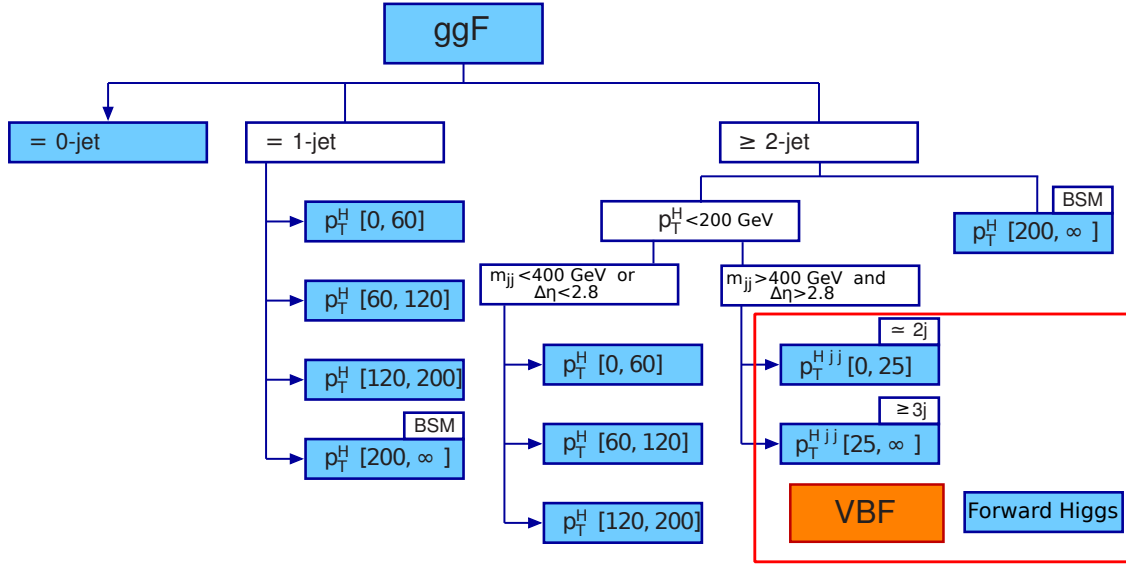 ggF
= 0-jet
= 1-jet
≥ 2-jet
p_T^H [0, 60]
p_T^H [60, 120]
p_T^H [120, 200]
BSM
p_T^H [200, ∞ ]
p_T^H <200 GeV
BSM
p_T^H [200, ∞ ]
m_jj <400 GeV or
Δη<2.8
m_jj >400 GeV and
Δη>2.8
p_T^H [0, 60]
p_T^H [60, 120]
p_T^H [120, 200]
≃ 2j
p_T^{H jj} [0, 25]
≥ 3j
p_T^{H jj} [25, ∞ ]
VBF
Forward Higgs